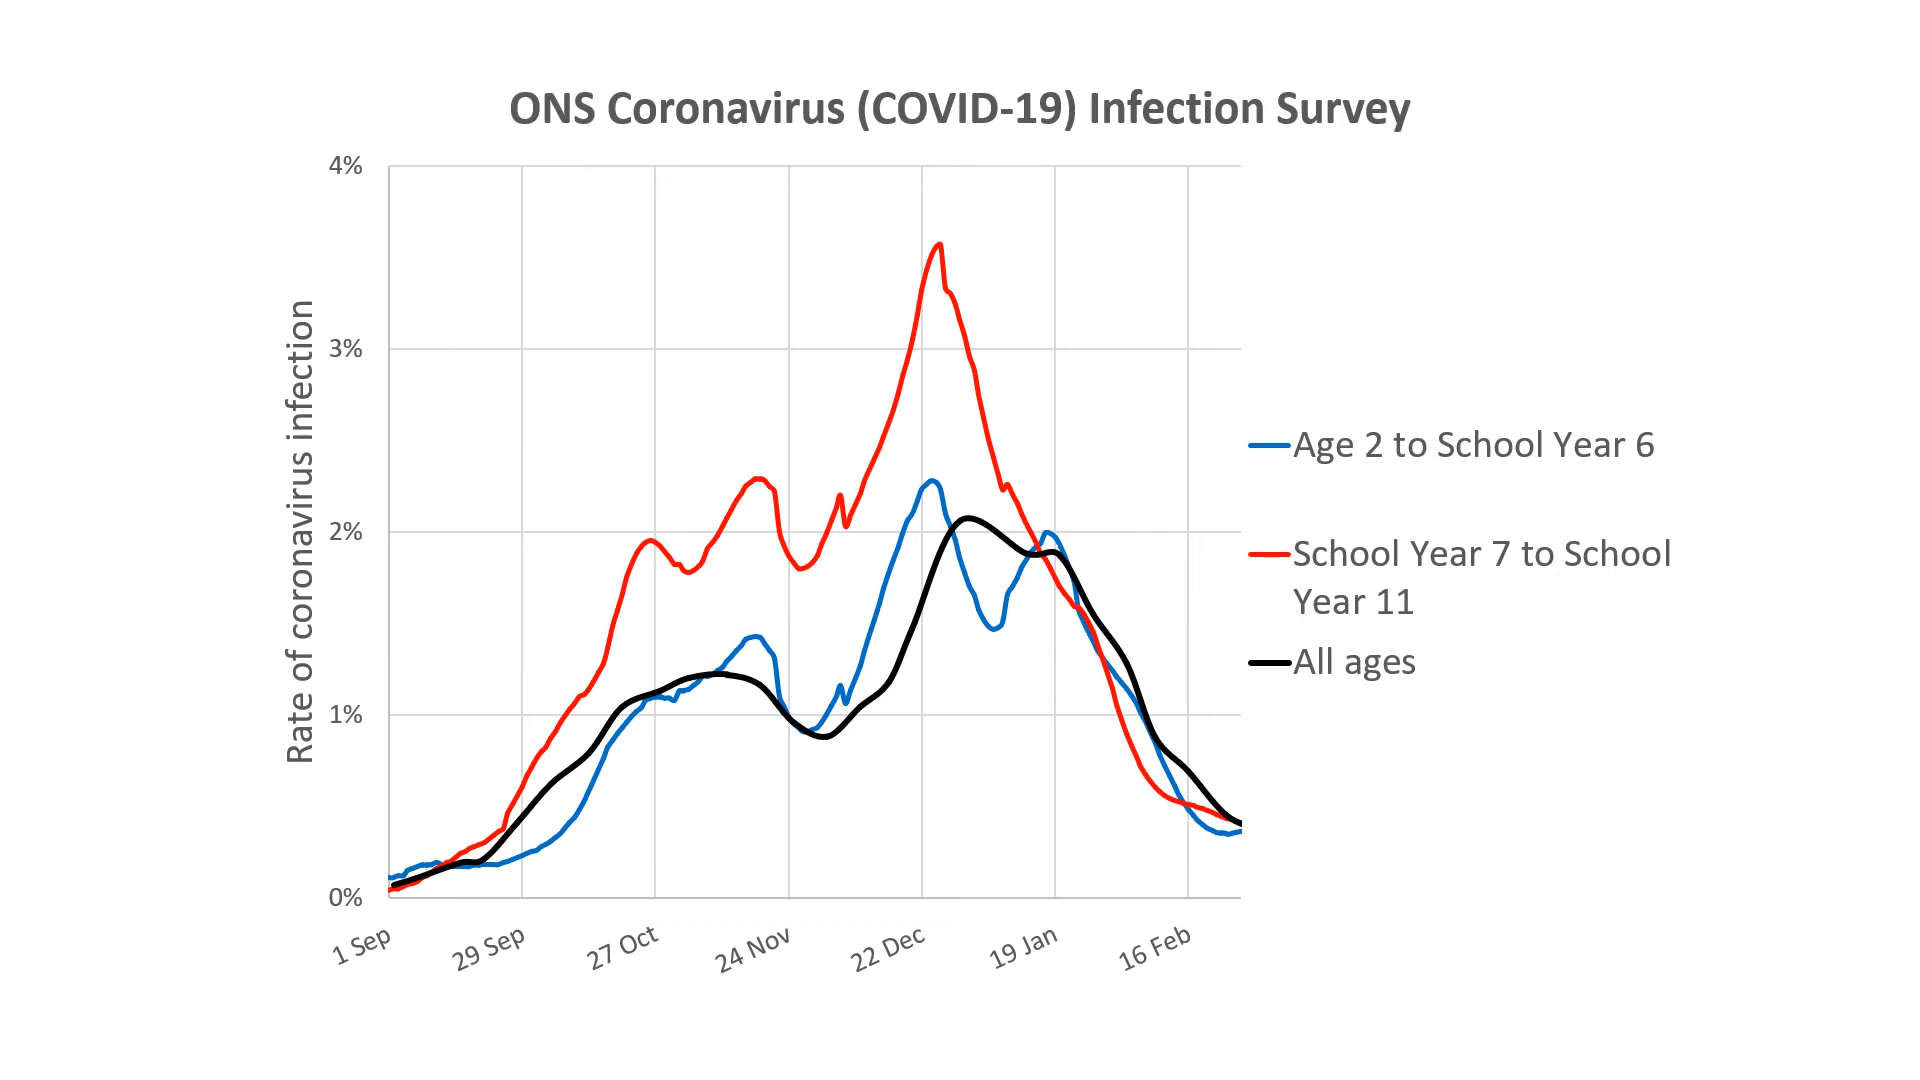 ONS Coronavirus (COVID-19) Infection Survey
4%
3%
2%
1%
0%
Rate of coronavirus infection
1 Sep
29 Sep
27 Oct
24 Nov
22 Dec
19 Jan
16 Feb
Age 2 to School Year 6
School Year 7 to School
Year 11
All ages